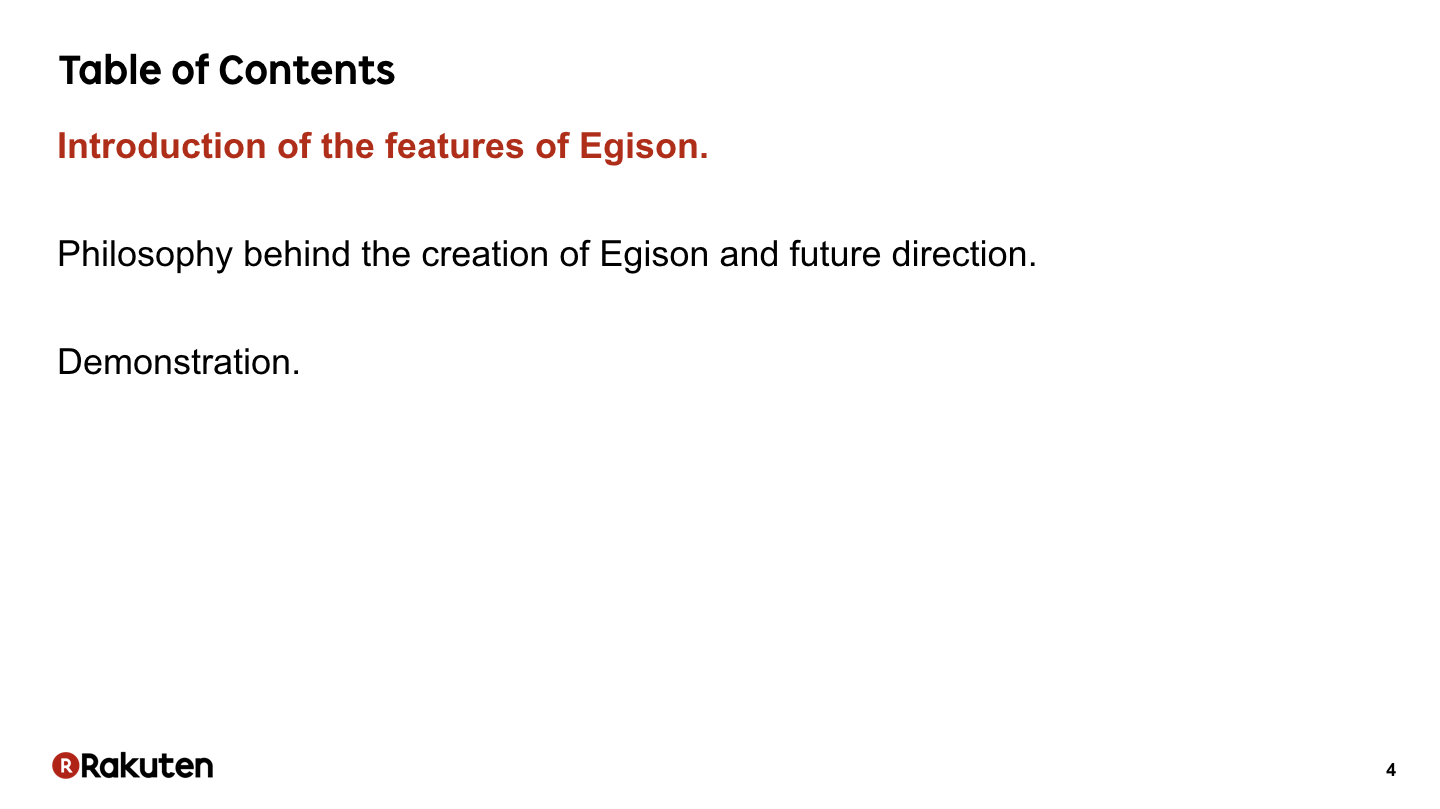 Table of Contents
Introduction of the features of Egison.
Philosophy behind the creation of Egison and future direction.
Demonstration.
R Rakuten
4